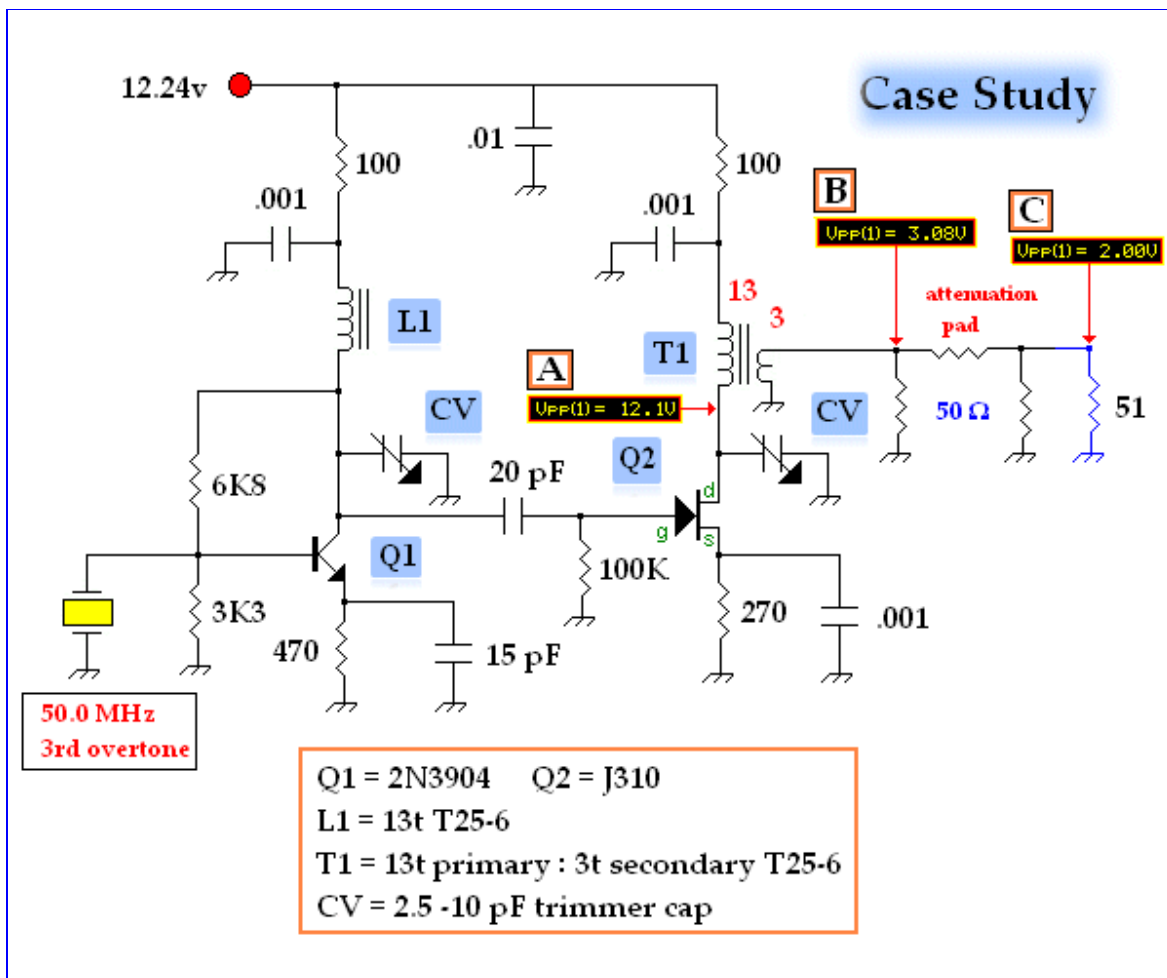 Case Study
12.24v
100
.01
100
.001
.001
B
Vpp(1)= 3.08V
C
Vpp(1)= 2.00V
13
3
attenuation
pad
L1
T1
A
Vpp(1)= 12.1V
CV
CV
50 Ω
51
6K8
20 pF
Q2
d
g
s
Q1
100K
3K3
470
15 pF
270
.001
50.0 MHz
3rd overtone
Q1 = 2N3904 Q2 = J310
L1 = 13t T25-6
T1 = 13t primary : 3t secondary T25-6
CV = 2.5 -10 pF trimmer cap